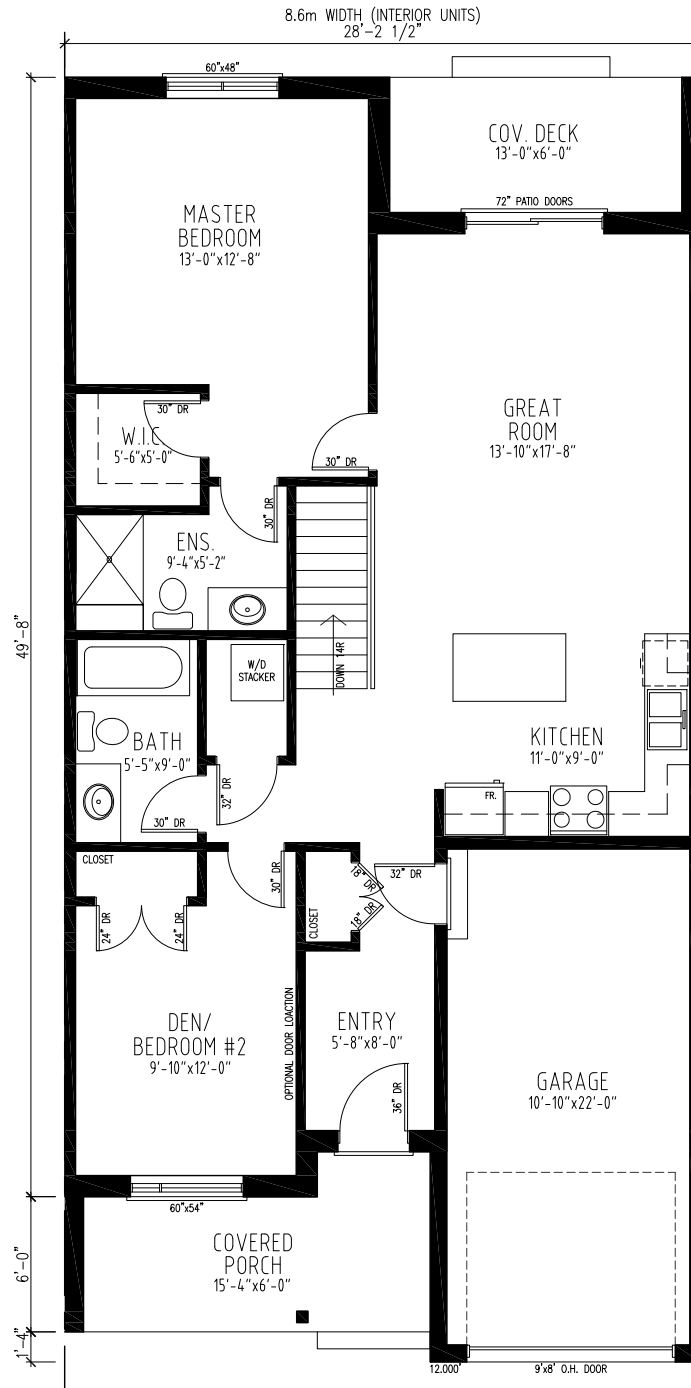 8.6m WIDTH (INTERIOR UNITS)
28'-2 1/2"
60"x48"
COV. DECK
13'-0"x6'-0"
72" PATIO DOORS
MASTER
BEDROOM
13'-0"x12'-8"
GREAT
ROOM
13'-10"x17'-8"
30" DR
W.I.C
5'-6"x5'-0"
30" DR
30" DR
ENS.
9'-4"x5'-2"
49'-8"
W/D
STACKER
DOWN 14R
BATH
5'-5"x9'-0"
KITCHEN
11'-0"x9'-0"
FR.
32" DR
30" DR
CLOSET
30" DR
18" DR
32" DR
18" DR
CLOSET
24" DR
24" DR
DEN/
BEDROOM #2
9'-10"x12'-0"
OPTIONAL DOOR LOACTION
ENTRY
5'-8"x8'-0"
36" DR
GARAGE
10'-10"x22'-0"
60"x54"
COVERED
PORCH
15'-4"x6'-0"
6'-0"
1'-4"
12.000'
9'x8' O.H. DOOR